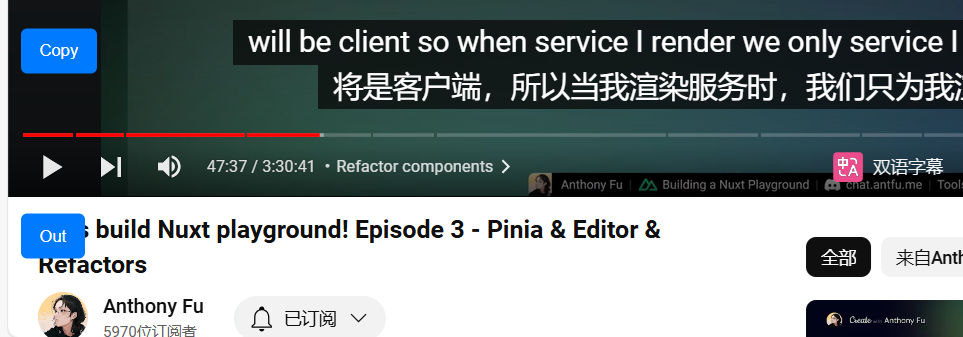 Copy
will be client so when service I render we only service I
将是客户端，所以当我渲染服务时，我们只为我
47:37 / 3:30:41 • Refactor components
双语字幕
Anthony Fu | Building a Nuxt Playground | chat.antfu.me | Tools
Out
s build Nuxt playground! Episode 3 - Pinia & Editor &
Refactors
Anthony Fu
5970位订阅者
已订阅
全部
来自Anth
Create with Anthony Fu